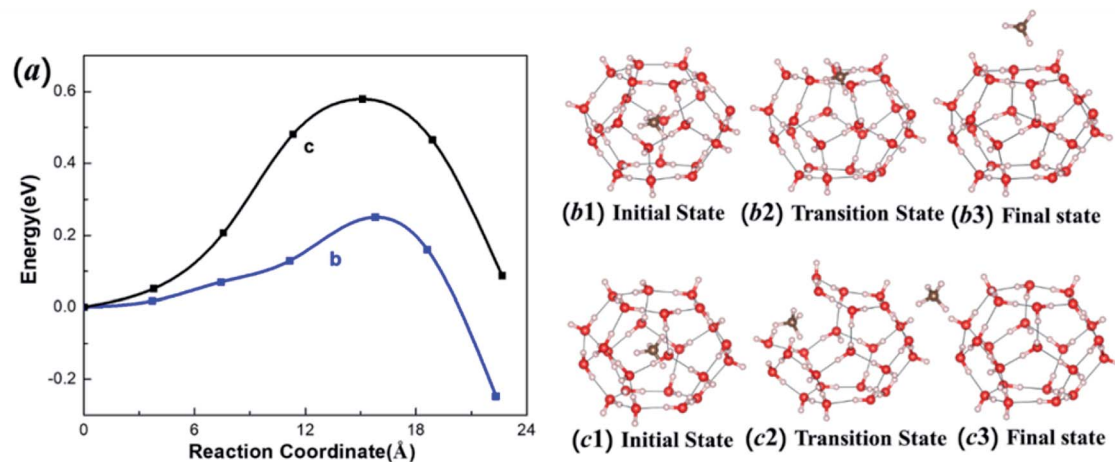 (a)
Energy(eV)
0.6
0.4
0.2
0.0
-0.2
c
b
0 6 12 15 18 24
Reaction Coordinate(Å)
(b1) Initial State (b2) Transition State (b3) Final state
(c1) Initial State (c2) Transition State (c3) Final state